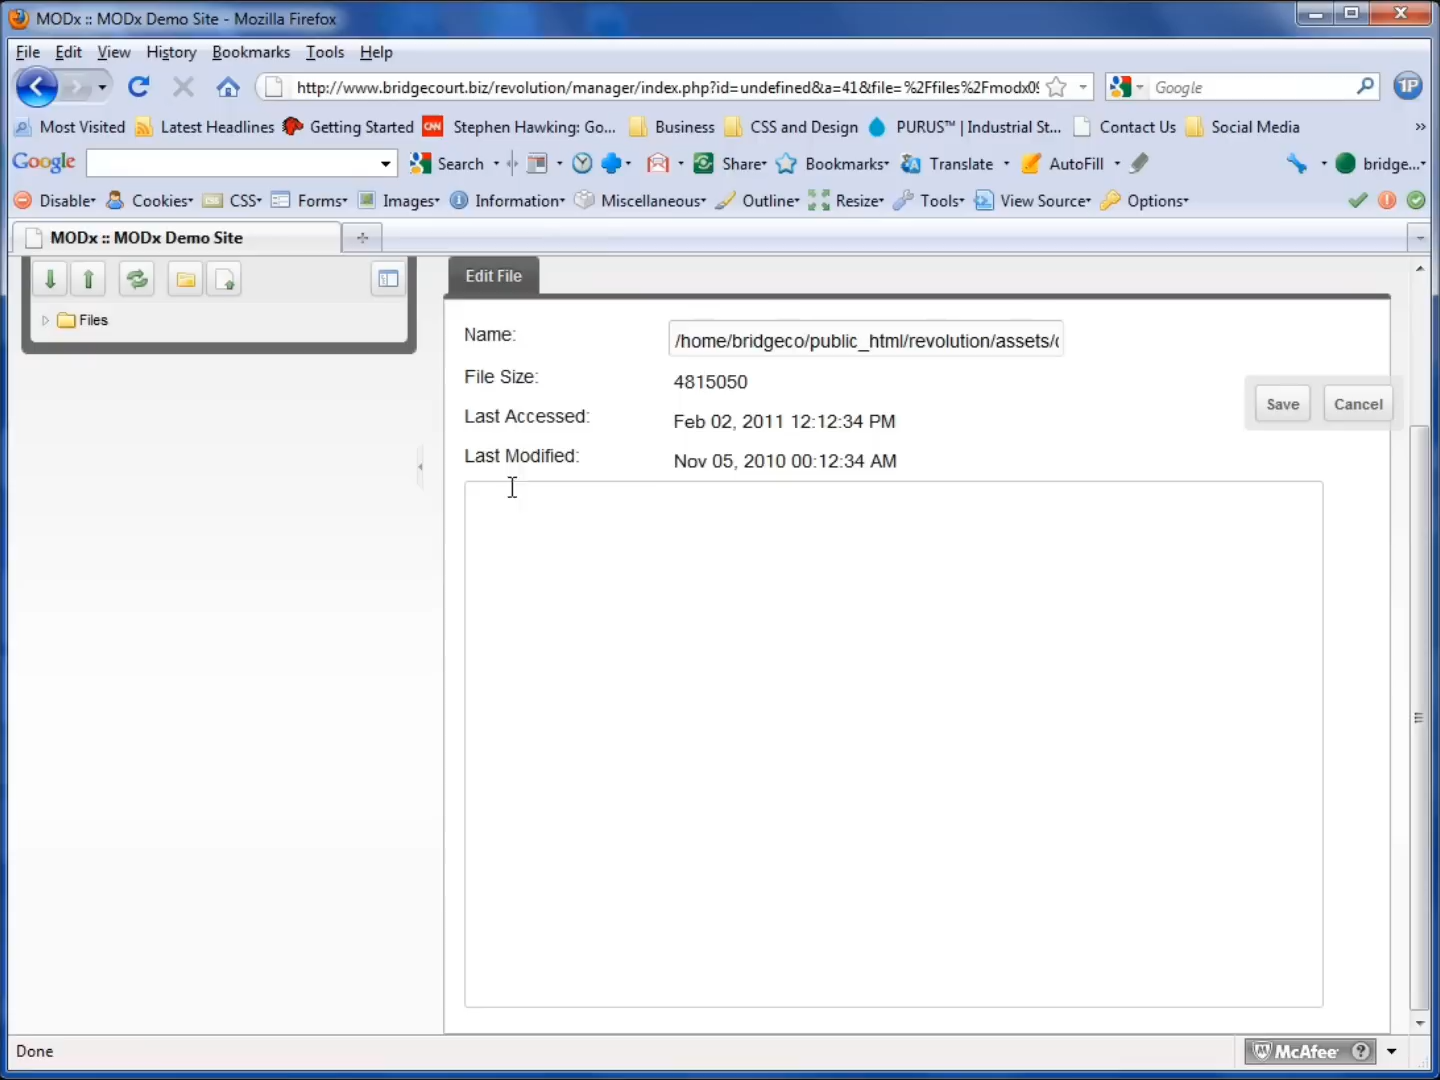 MODx :: MODx Demo Site - Mozilla Firefox
File Edit View History Bookmarks Tools Help
http://www.bridgecourt.biz/revolution/manager/index.php?id=undefined&a=41&file=%2Ffiles%2Fmodx0 Google 1P
Most Visited Latest Headlines Getting Started CNN Stephen Hawking: Go... Business CSS and Design PURUS™ | Industrial St... Contact Us Social Media »
Google Search Share Bookmarks Translate AutoFill bridge...
Disable Cookies CSS Forms Images Information Miscellaneous Outline Resize Tools View Source Options
MODx :: MODx Demo Site
Edit File
Files
Name: /home/bridgeco/public_html/revolution/assets/
File Size: 4815050
Save Cancel
Last Accessed: Feb 02, 2011 12:12:34 PM
Last Modified: Nov 05, 2010 00:12:34 AM
Done McAfee